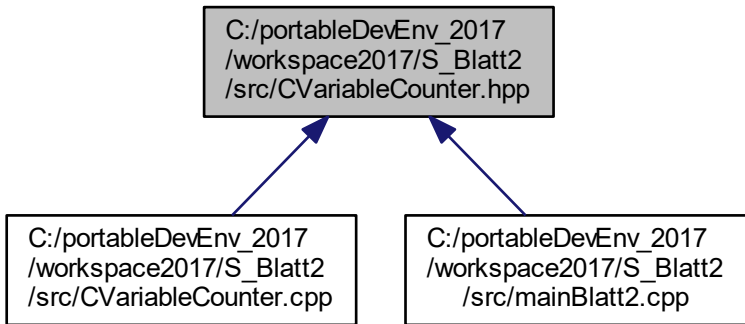 C:/portableDevEnv_2017
/workspace2017/S_Blatt2
/src/CVariableCounter.hpp
C:/portableDevEnv_2017
/workspace2017/S_Blatt2
/src/CVariableCounter.cpp
C:/portableDevEnv_2017
/workspace2017/S_Blatt2
/src/mainBlatt2.cpp